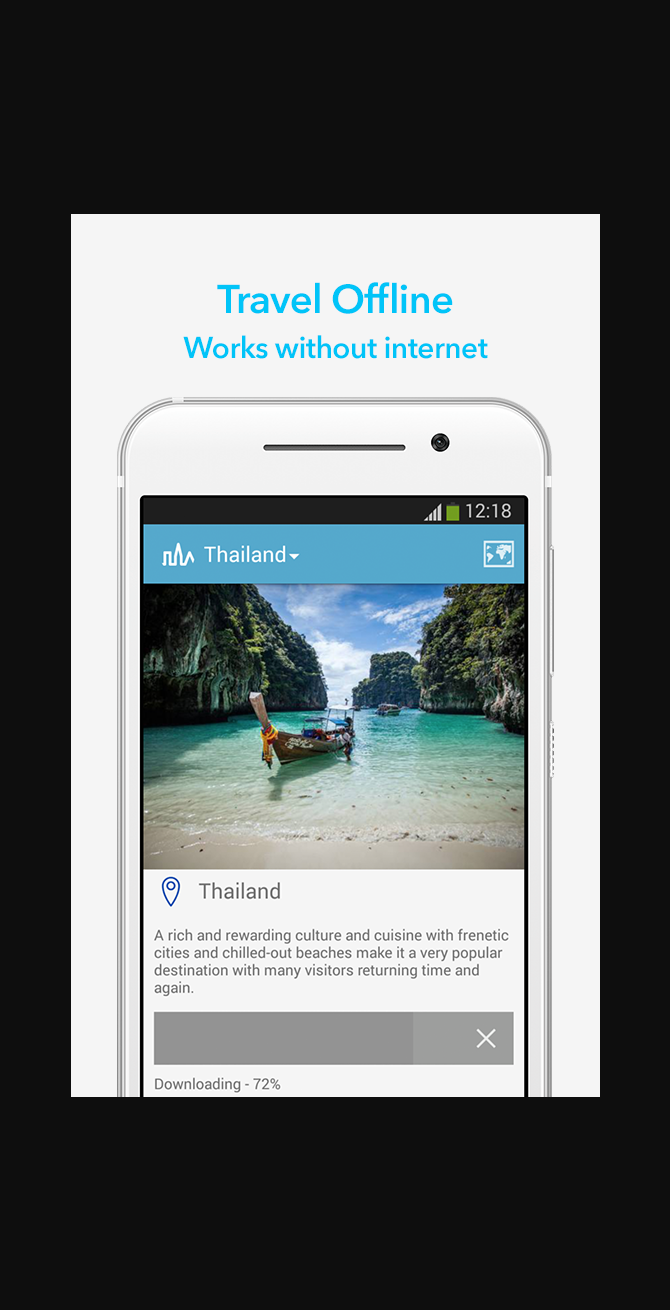 Travel Offline
Works without internet
12:18
Thailand
Thailand
A rich and rewarding culture and cuisine with frenetic
cities and chilled-out beaches make it a very popular
destination with many visitors returning time and
again.
Downloading - 72%